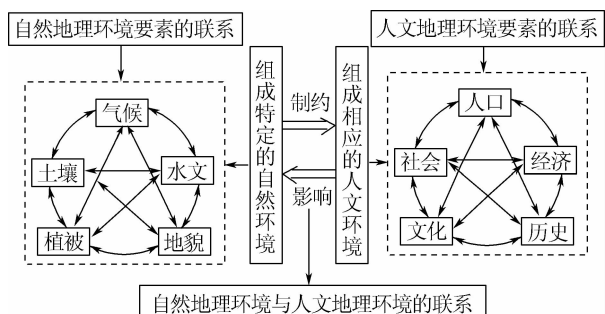 自然地理环境要素的联系
人文地理环境要素的联系
组成特定的自然环境
制约
影响
组成相应的人文环境
气候
土壤
水文
植被
地貌
人口
社会
经济
文化
历史
自然地理环境与人文地理环境的联系